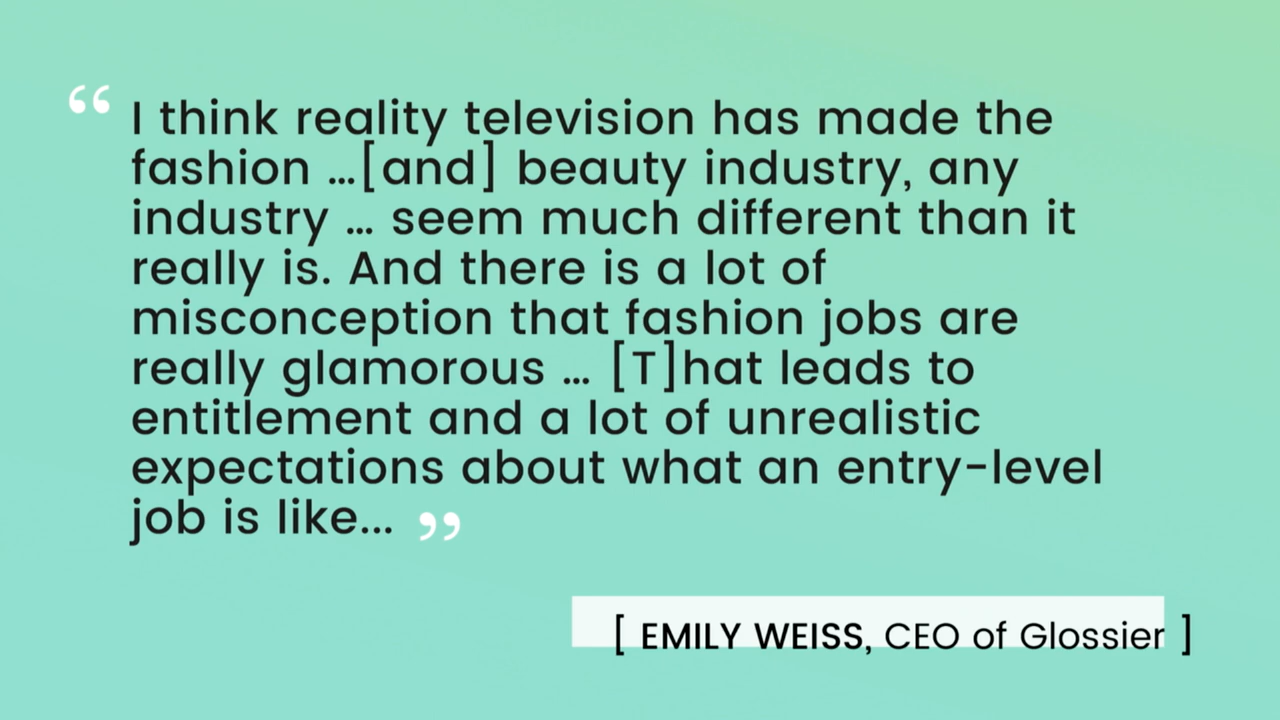 “ I think reality television has made the
fashion ...[and] beauty industry, any
industry ... seem much different than it
really is. And there is a lot of
misconception that fashion jobs are
really glamorous ... [T]hat leads to
entitlement and a lot of unrealistic
expectations about what an entry-level
job is like... ”
[ EMILY WEISS, CEO of Glossier ]